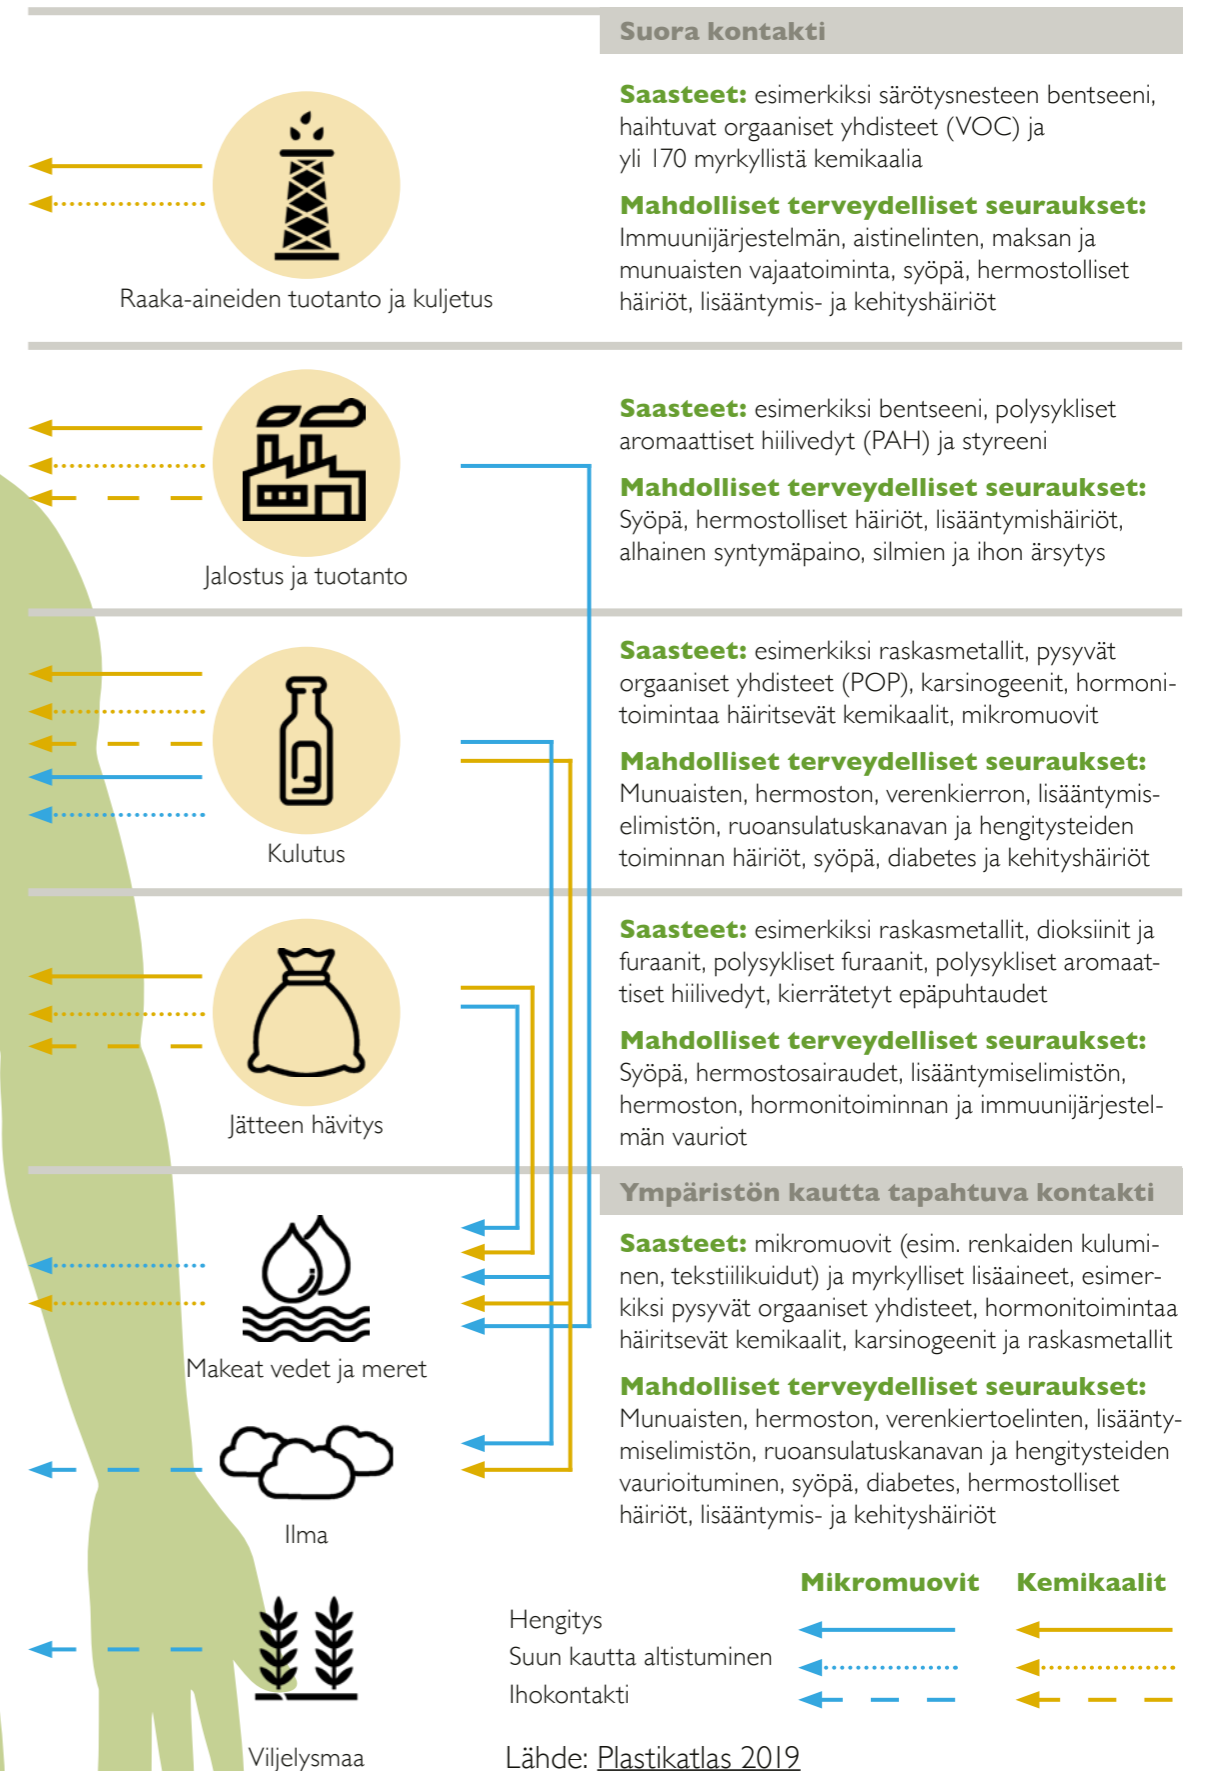 Suora kontakti
Saasteet: esimerkiksi särötysnesteen bentseeni,
haihtuvat orgaaniset yhdisteet (VOC) ja
yli 170 myrkyllistä kemikaalia
Mahdolliset terveydelliset seuraukset:
Immuunijärjestelmän, aistinelinten, maksan ja
munuaisten vajaatoiminta, syöpä, hermostolliset
häiriöt, lisääntymis- ja kehityshäiriöt
Raaka-aineiden tuotanto ja kuljetus
Saasteet: esimerkiksi bentseeni, polysykliset
aromaattiset hiilivedyt (PAH) ja styreeni
Mahdolliset terveydelliset seuraukset:
Syöpä, hermostolliset häiriöt, lisääntymishäiriöt,
alhainen syntymäpaino, silmien ja ihon ärsytys
Jalostus ja tuotanto
Saasteet: esimerkiksi raskasmetallit, pysyvät
orgaaniset yhdisteet (POP), karsinogeenit, hormoni-
toimintaa häiritsevät kemikaalit, mikromuovit
Mahdolliset terveydelliset seuraukset:
Munuaisten, hermoston, verenkierron, lisääntymis-
elimistön, ruoansulatuskanavan ja hengitysteiden
toiminnan häiriöt, syöpä, diabetes ja kehityshäiriöt
Kulutus
Saasteet: esimerkiksi raskasmetallit, dioksiinit ja
furaanit, polysykliset furaanit, polysykliset aromaat-
tiset hiilivedyt, kierrätetyt epäpuhtaudet
Mahdolliset terveydelliset seuraukset:
Syöpä, hermostosairaudet, lisääntymiselimistön,
hermoston, hormonitoiminnan ja immuunijärjestel-
män vauriot
Jätteen hävitys
Ympäristön kautta tapahtuva kontakti
Saasteet: mikromuovit (esim. renkaiden kulumi-
nen, tekstiilikuidut) ja myrkylliset lisäaineet, esimer-
kiksi pysyvät orgaaniset yhdisteet, hormonitoimintaa
häiritsevät kemikaalit, karsinogeenit ja raskasmetallit
Mahdolliset terveydelliset seuraukset:
Munuaisten, hermoston, verenkiertoelinten, lisäänty-
miselimistön, ruoansulatuskanavan ja hengitysteiden
vaurioituminen, syöpä, diabetes, hermostolliset
häiriöt, lisääntymis- ja kehityshäiriöt
Makeat vedet ja meret
Ilma
Viljelysmaa
Mikromuovit Kemikaalit
Hengitys
Suun kautta altistuminen
Ihokontakti
Lähde: Plastikatlas 2019